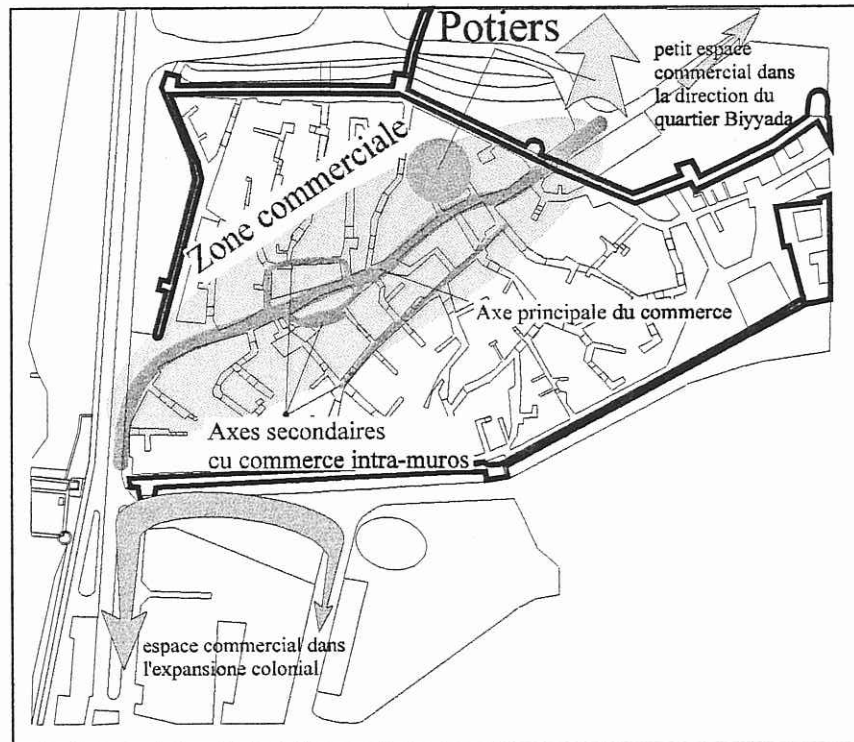 Potiers
petit espace
commercial dans
la direction du
quartier Biyyada
Zone commerciale
Axe principale du commerce
Axes secondaires
cu commerce intra-muros
espace commercial dans
l'expansione colonial